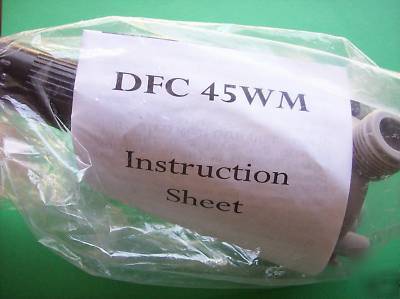 DFC 45WM
Instruction
Sheet